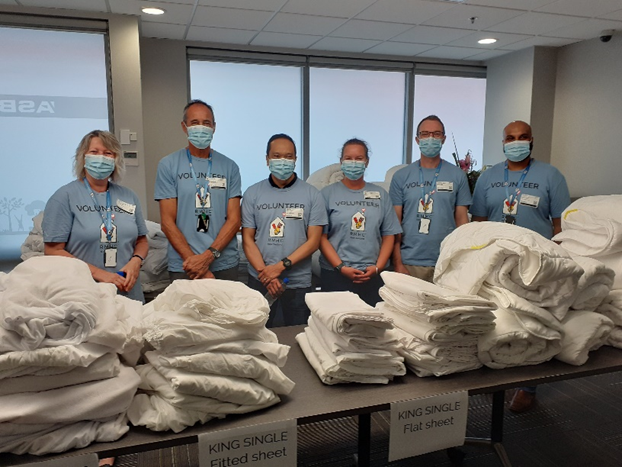 ASB
VOLUNTEER
VOLUNTEER
VOLUNTEER
VOLUNTEER
VOLUNTEER
VOLUNTEER
KING SINGLE
Fitted sheet
KING SINGLE
Flat sheet